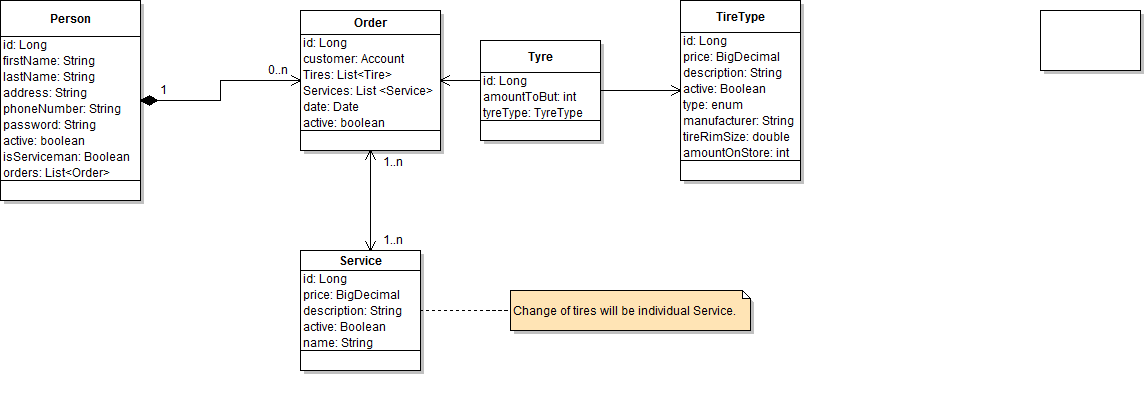 Person
id: Long
firstName: String
lastName: String
address: String
phoneNumber: String
password: String
active: boolean
isServiceman: Boolean
orders: List<Order>
1
0..n
Order
id: Long
customer: Account
Tires: List<Tire>
Services: List <Service>
date: Date
active: boolean
1..n
1..n
Tyre
id: Long
amountToBut: int
tyreType: TyreType
TireType
id: Long
price: BigDecimal
description: String
active: Boolean
type: enum
manufacturer: String
tireRimSize: double
amountOnStore: int
Service
id: Long
price: BigDecimal
description: String
active: Boolean
name: String
Change of tires will be individual Service.